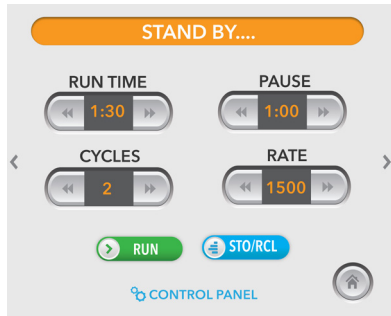 STAND BY....
RUN TIME
PAUSE
1:30
1:00
CYCLES
RATE
2
1500
RUN
STO/RCL
CONTROL PANEL